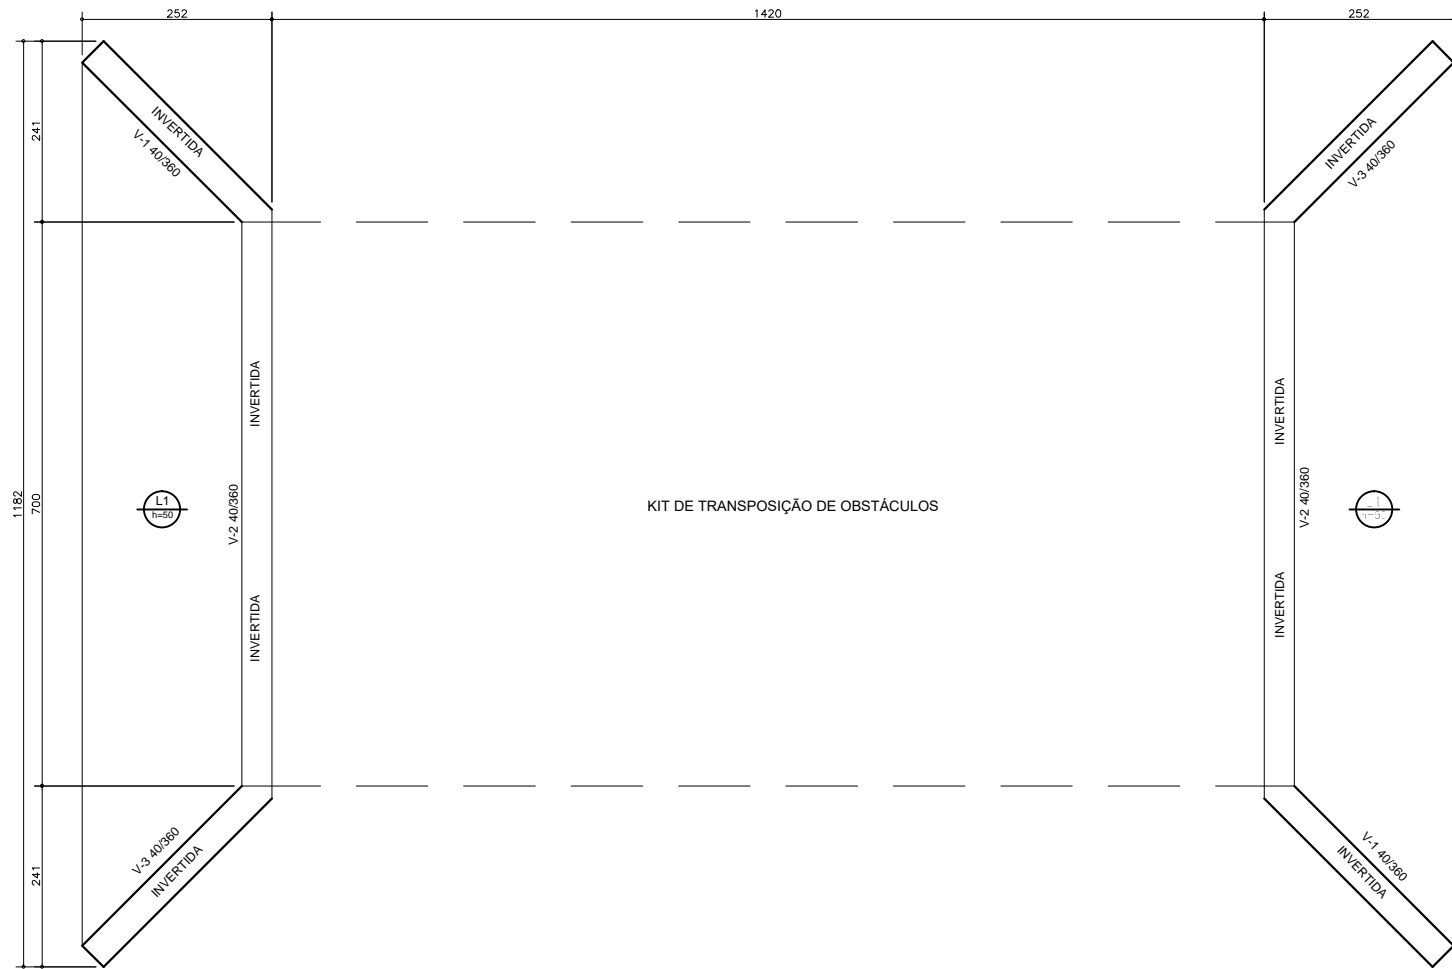 252
1420
252
241
INVERTIDA
V-1 40/360
INVERTIDA
V-3 40/360
INVERTIDA
INVERTIDA
1182
700
L1
h=50
V-2 40/360
KIT DE TRANSPOSIÇÃO DE OBSTÁCULOS
V-2 40/360
INVERTIDA
INVERTIDA
241
V-3 40/360
INVERTIDA
V-1 40/360
INVERTIDA